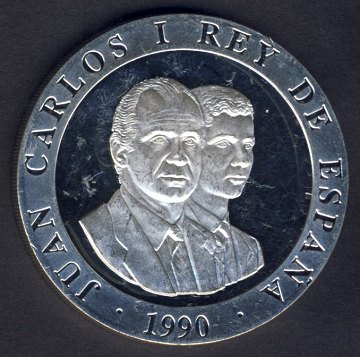 JUAN CARLOS I REY DE ESPAÑA
· 1990 ·